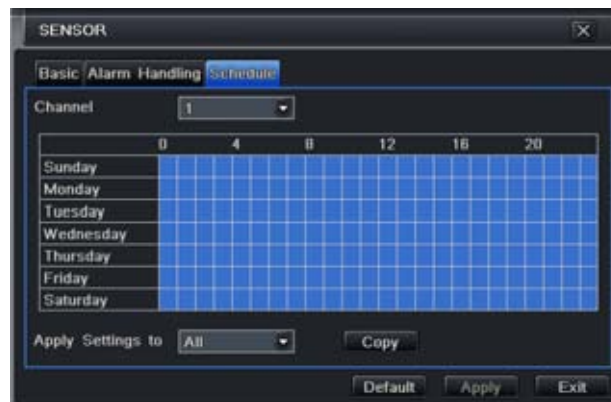 SENSOR
Basic Alarm Handling Schedule
Channel 1
0 4 8 12 16 20
Sunday
Monday
Tuesday
Wednesday
Thursday
Friday
Saturday
Apply Settings to All Copy
Default Apply Exit